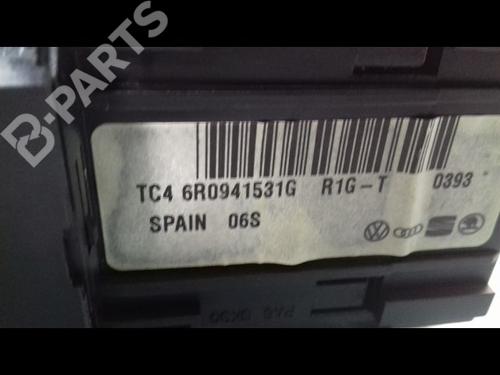 B-PARTS
TC4 6R0941531G R1G-T 0393
SPAIN 06S